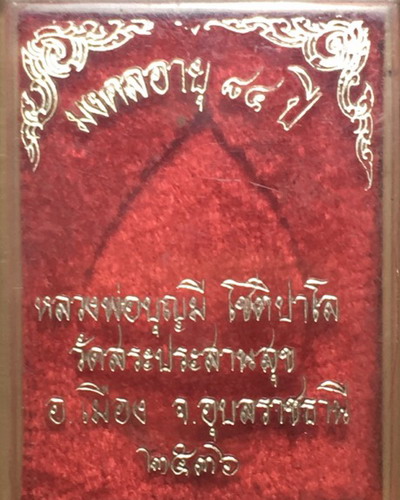 มงคลอายุ ๘๔ ปี
หลวงพ่อบุญมี โชติปาโล
วัดสระประสานสุข
อ.เมือง จ.อุบลราชธานี
๒๕๓๖